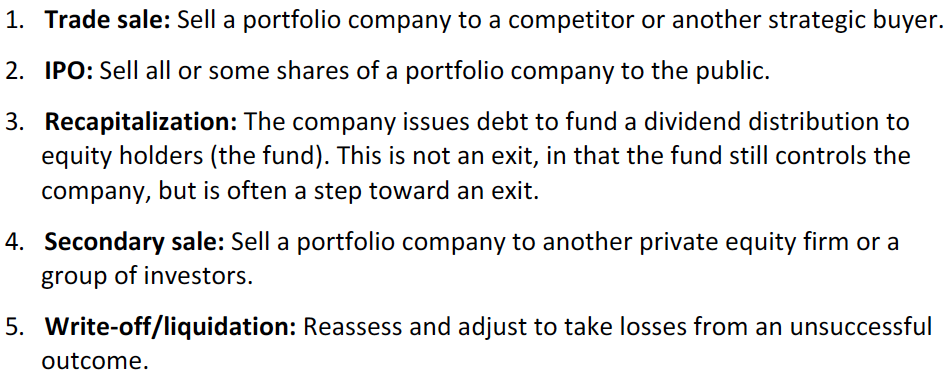 1. Trade sale: Sell a portfolio company to a competitor or another strategic buyer.
2. IPO: Sell all or some shares of a portfolio company to the public.
3. Recapitalization: The company issues debt to fund a dividend distribution to
equity holders (the fund). This is not an exit, in that the fund still controls the
company, but is often a step toward an exit.
4. Secondary sale: Sell a portfolio company to another private equity firm or a
group of investors.
5. Write-off/liquidation: Reassess and adjust to take losses from an unsuccessful
outcome.